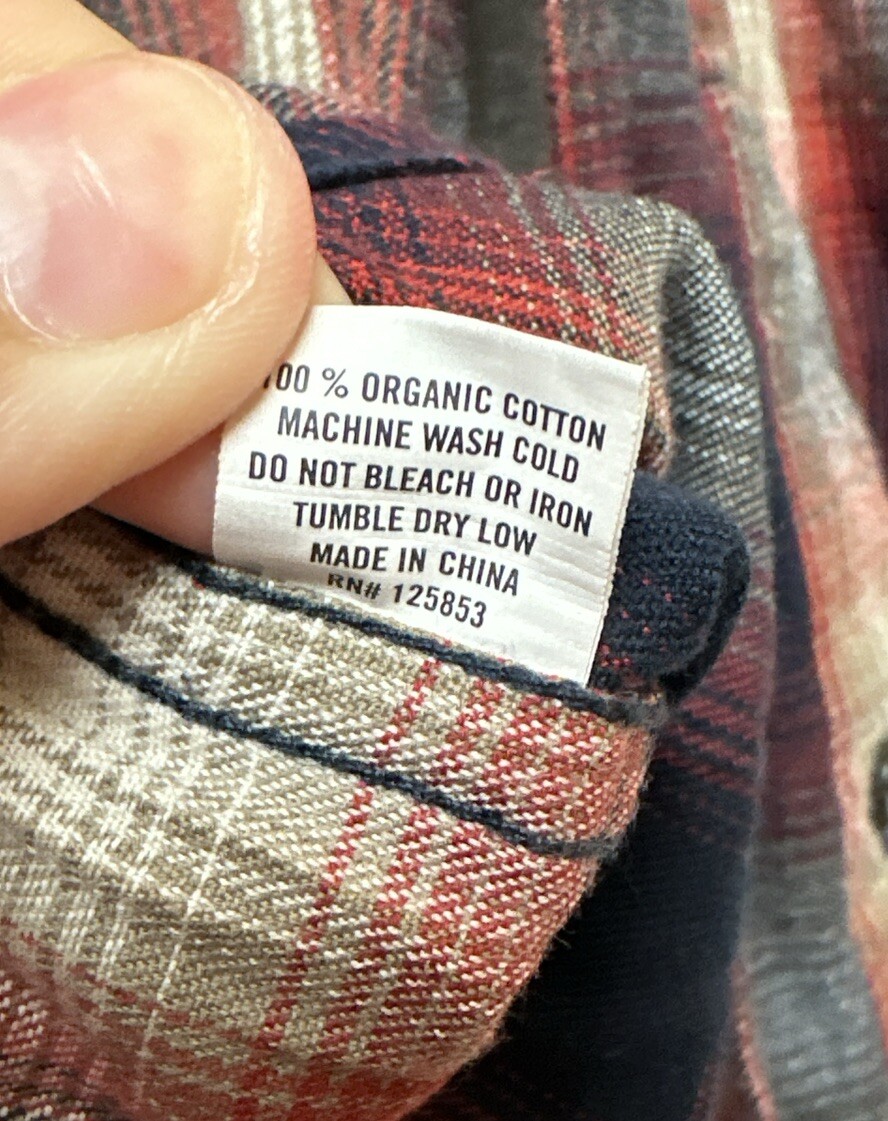 100 % ORGANIC COTTON
MACHINE WASH COLD
DO NOT BLEACH OR IRON
TUMBLE DRY LOW
MADE IN CHINA
RN# 125853